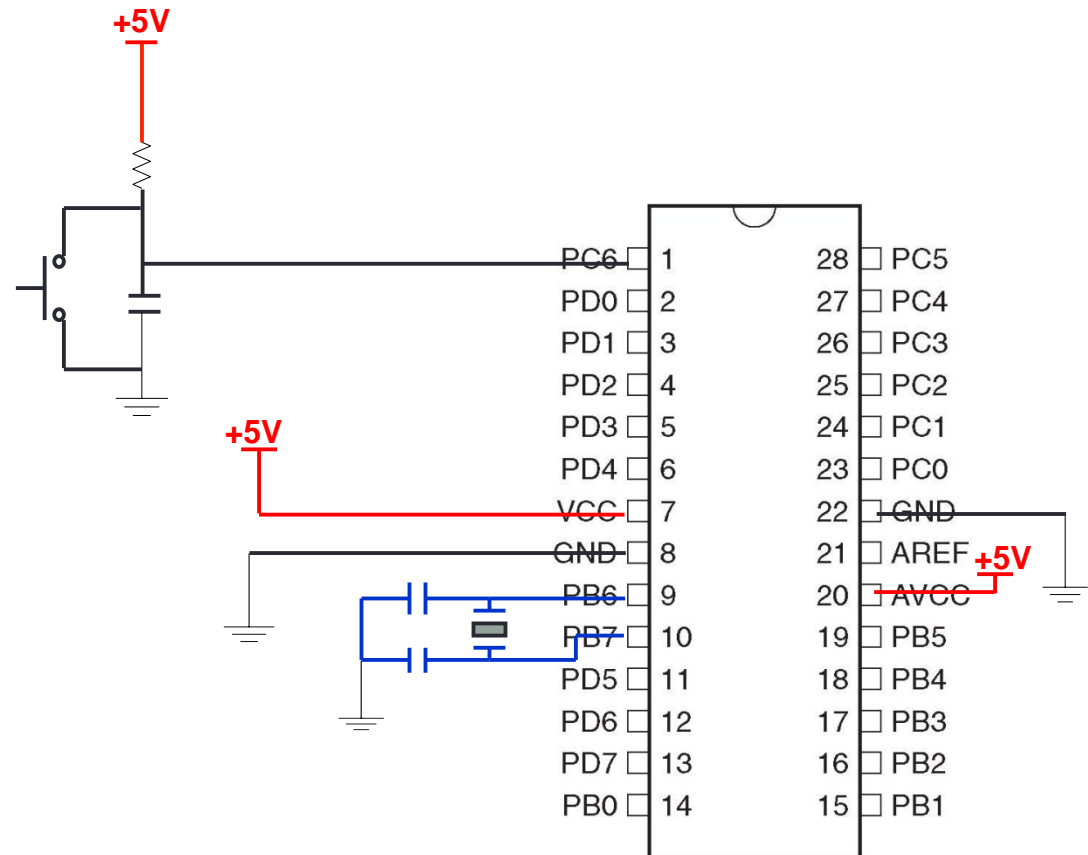 +5V
PC6 1 28 PC5
PD0 2 27 PC4
PD1 3 26 PC3
PD2 4 25 PC2
PD3 5 24 PC1
+5V
PD4 6 23 PC0
VCC 7 22 GND
GND 8 21 AREF +5V
PB6 9 20 AVCC
PB7 10 19 PB5
PD5 11 18 PB4
PD6 12 17 PB3
PD7 13 16 PB2
PB0 14 15 PB1